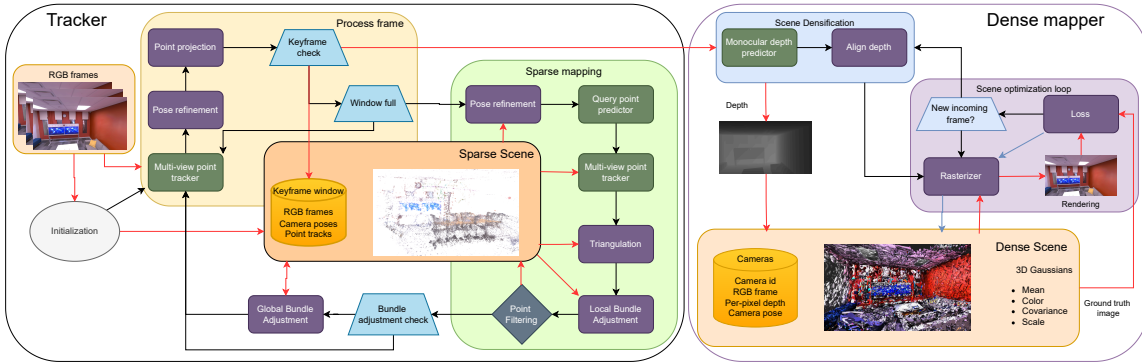 Tracker
Process frame
RGB frames
Point projection
Keyframe
check
Pose refinement
Window full
Multi-view point
tracker
Initialization
Sparse mapping
Pose refinement
Query point
predictor
Multi-view point
tracker
Triangulation
Local Bundle
Adjustment
Point
Filtering
Bundle
adjustment check
Global Bundle
Adjustment
Sparse Scene
Keyframe window
RGB frames
Camera poses
Point tracks
Dense mapper
Scene Densification
Monocular depth
predictor
Align depth
Depth
Scene optimization loop
New incoming
frame?
Loss
Rasterizer
Rendering
Dense Scene
Cameras
Camera id
RGB frame
Per-pixel depth
Camera pose
3D Gaussians
• Mean
• Color
• Covariance
• Scale
Ground truth
image